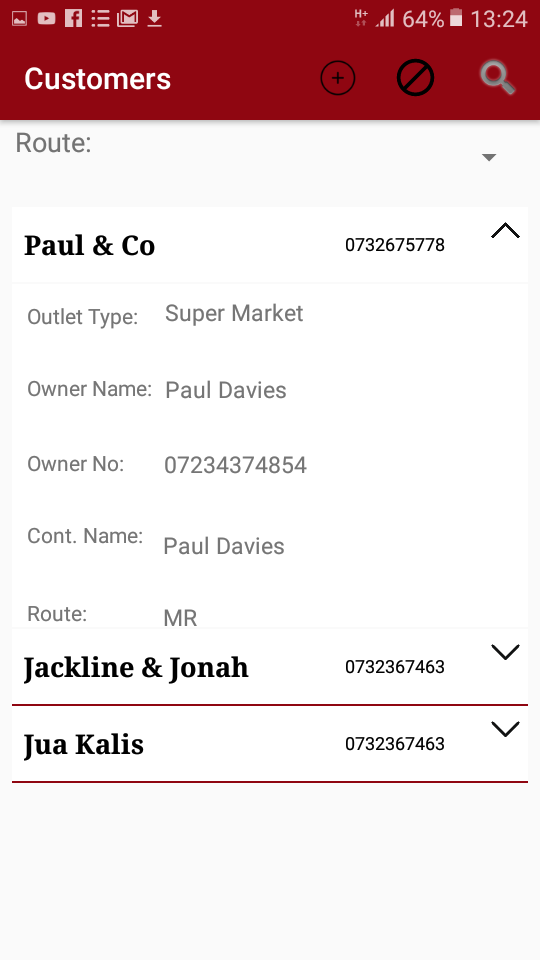 H+ 64% 13:24
Customers
Route:
Paul & Co 0732675778
Outlet Type: Super Market
Owner Name: Paul Davies
Owner No: 07234374854
Cont. Name: Paul Davies
Route: MR
Jackline & Jonah 0732367463
Jua Kalis 0732367463